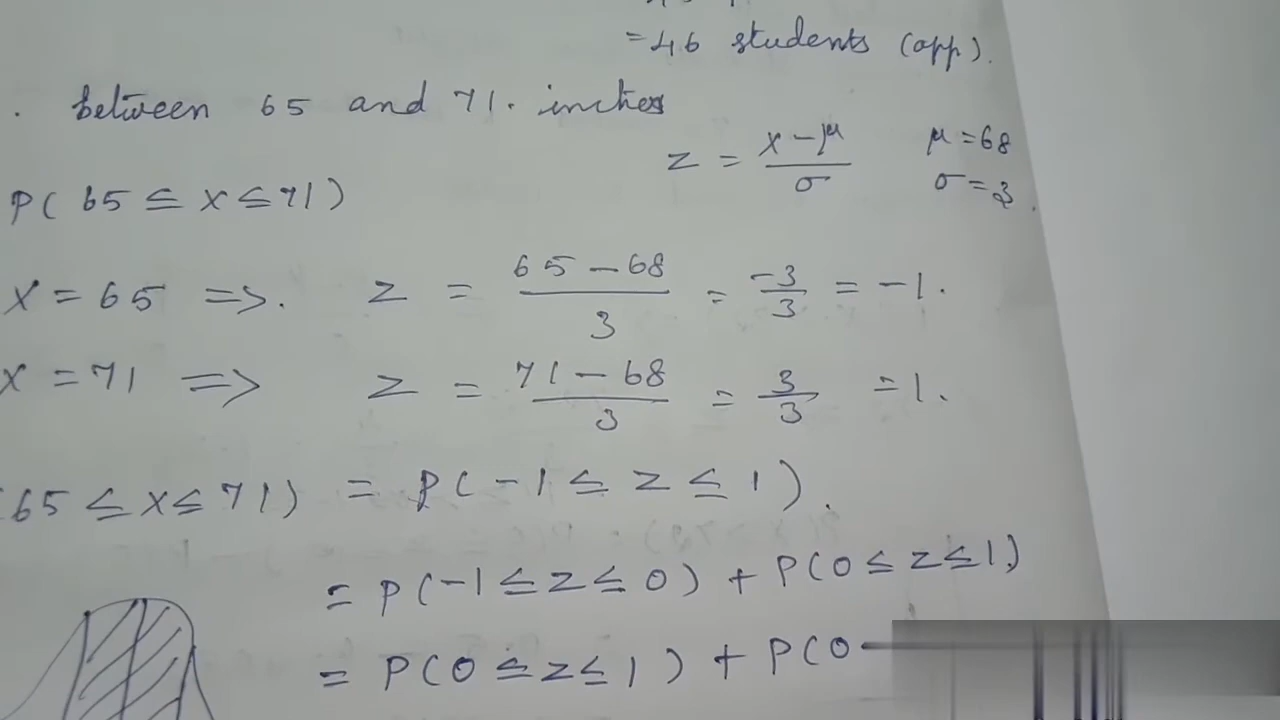 = 46 students (app).
. between 65 and 71. inches
z = x - μ / σ μ = 68 σ = 3.
P( 65 ≤ x ≤ 71)
x = 65 =>. z = 65 - 68 / 3 = -3 / 3 = -1.
x = 71 => z = 71 - 68 / 3 = 3 / 3 = 1.
(65 ≤ x ≤ 71) = P(-1 ≤ z ≤ 1).
= P(-1 ≤ z ≤ 0) + P(0 ≤ z ≤ 1)
= P(0 ≤ z ≤ 1) + P(0